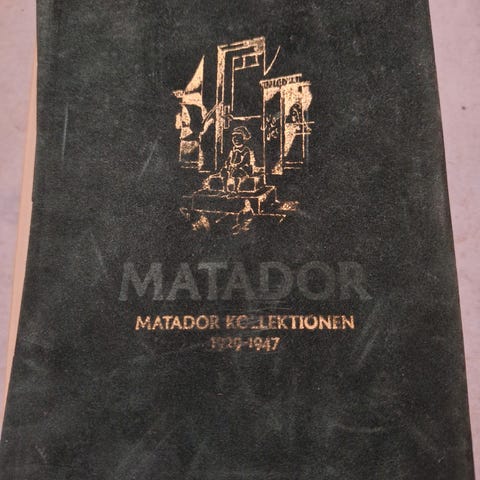 MATADOR
MATADOR KOLLEKTIONEN
1929-1947